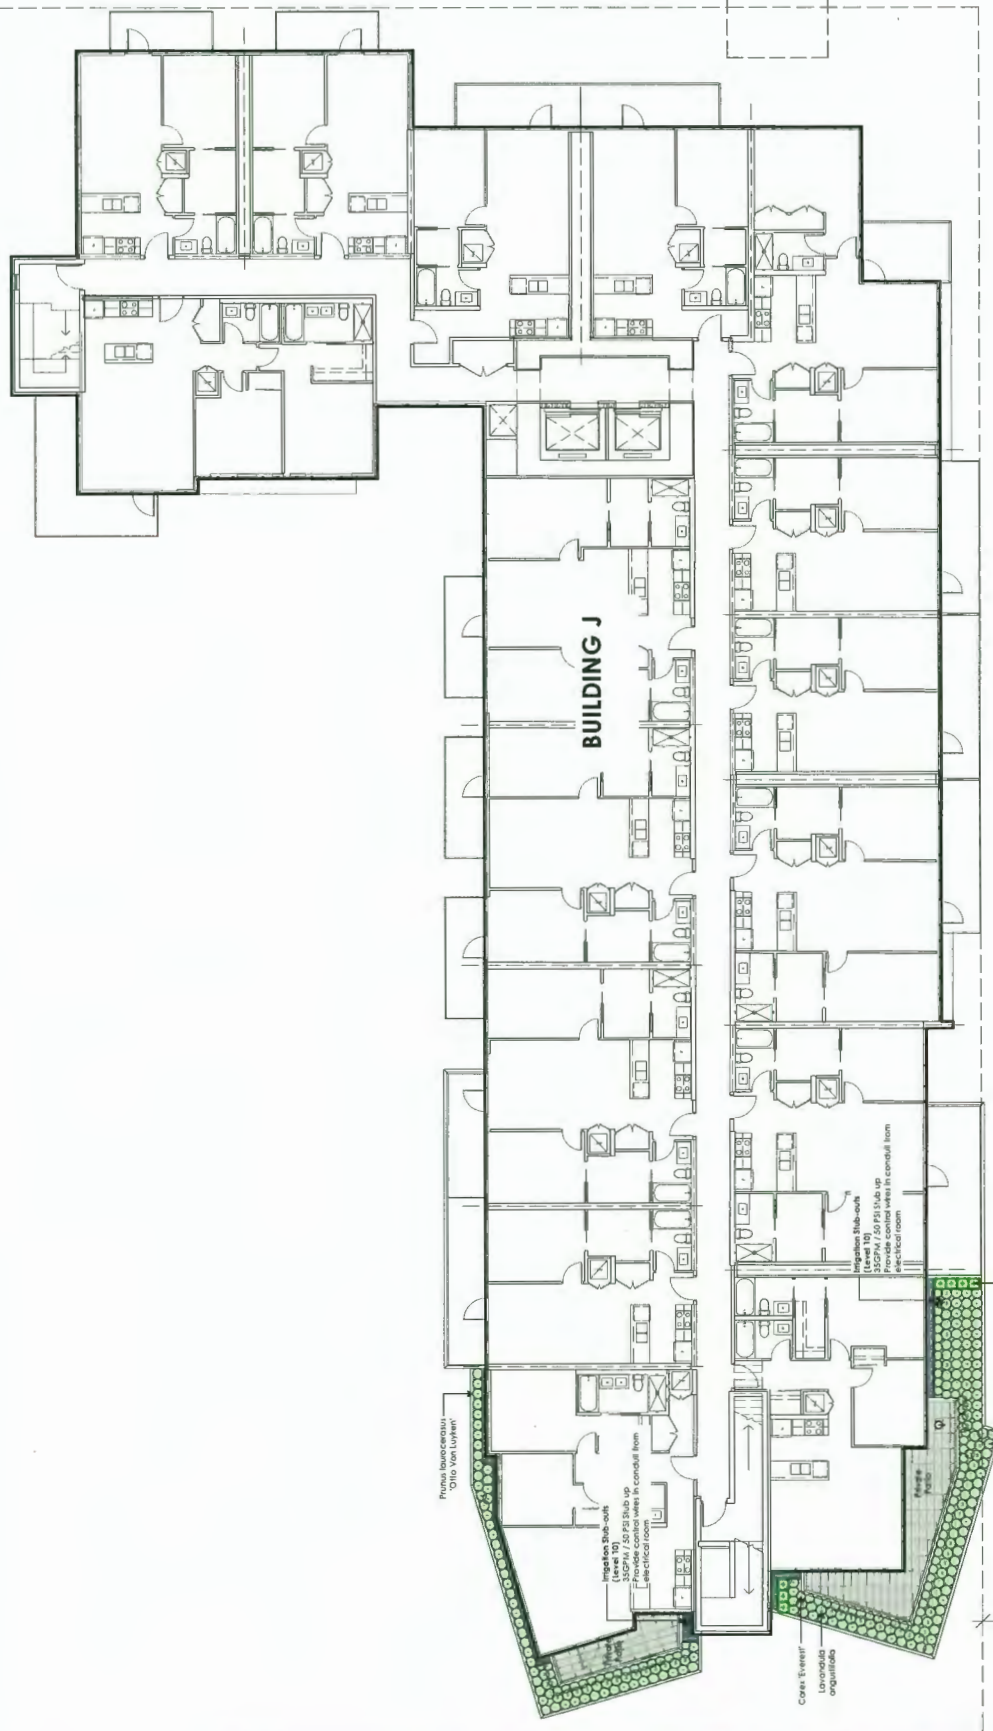 BUILDING J
Irrigation Stub-outs
(Level 10)
35GPM / 50 PSI Stub up
Provide control wires in conduit from
electrical room
Prunus laurocerasus
'Otto Van Luyken'
Irrigation Stub-outs
(Level 10)
35GPM / 50 PSI Stub up
Provide control wires in conduit from
electrical room
Private
Patio
Private
Patio
Carex 'Everest'
Lavandula
angustifolia